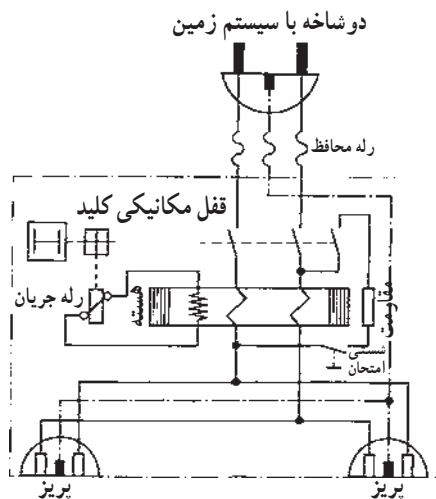 دوشاخه با سیستم زمین
رله محافظ
قفل مکانیکی کلید
رله جریان
هسته
مقاومت
شستی
امتحان
پریز
پریز